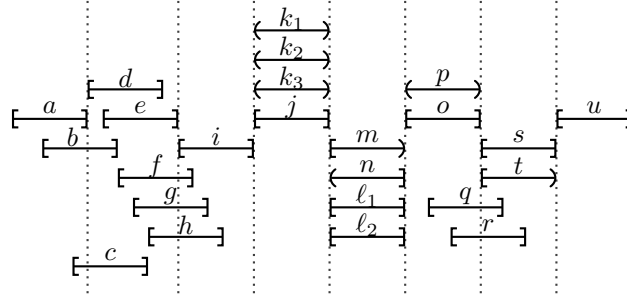 k₁
k₂
d k₃ p
a e j o u
b i m s
f n t
g ℓ₁ q
h ℓ₂ r
c